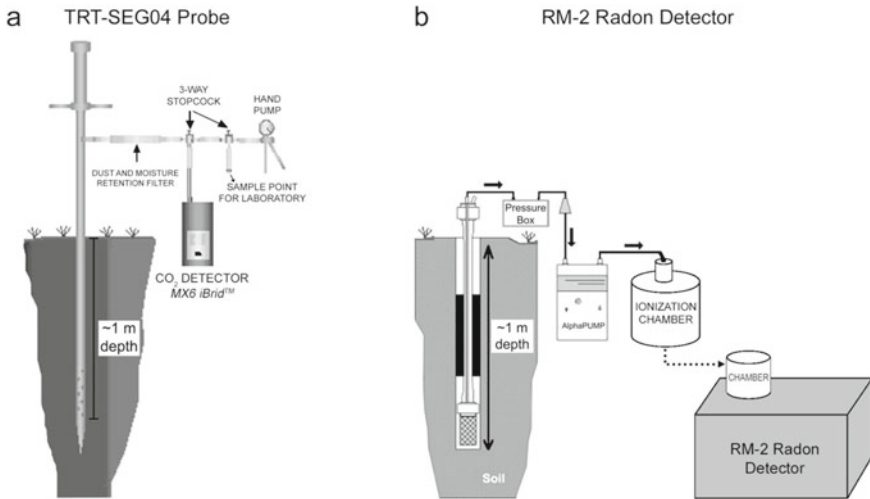 a
TRT-SEG04 Probe
3-WAY
STOPCOCK
HAND
PUMP
DUST AND MOISTURE
RETENTION FILTER
SAMPLE POINT
FOR LABORATORY
CO2 DETECTOR
MX6 iBrid™
~1 m
depth
b
RM-2 Radon Detector
Pressure
Box
AlphaPUMP
IONIZATION
CHAMBER
~1 m
depth
CHAMBER
RM-2 Radon
Detector
Soil